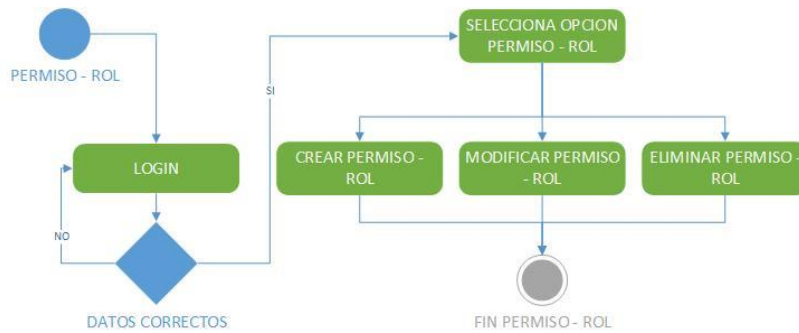 PERMISO - ROL
LOGIN
NO
DATOS CORRECTOS
SI
SELECCIONA OPCION
PERMISO - ROL
CREAR PERMISO -
ROL
MODIFICAR PERMISO
- ROL
ELIMINAR PERMISO -
ROL
FIN PERMISO - ROL